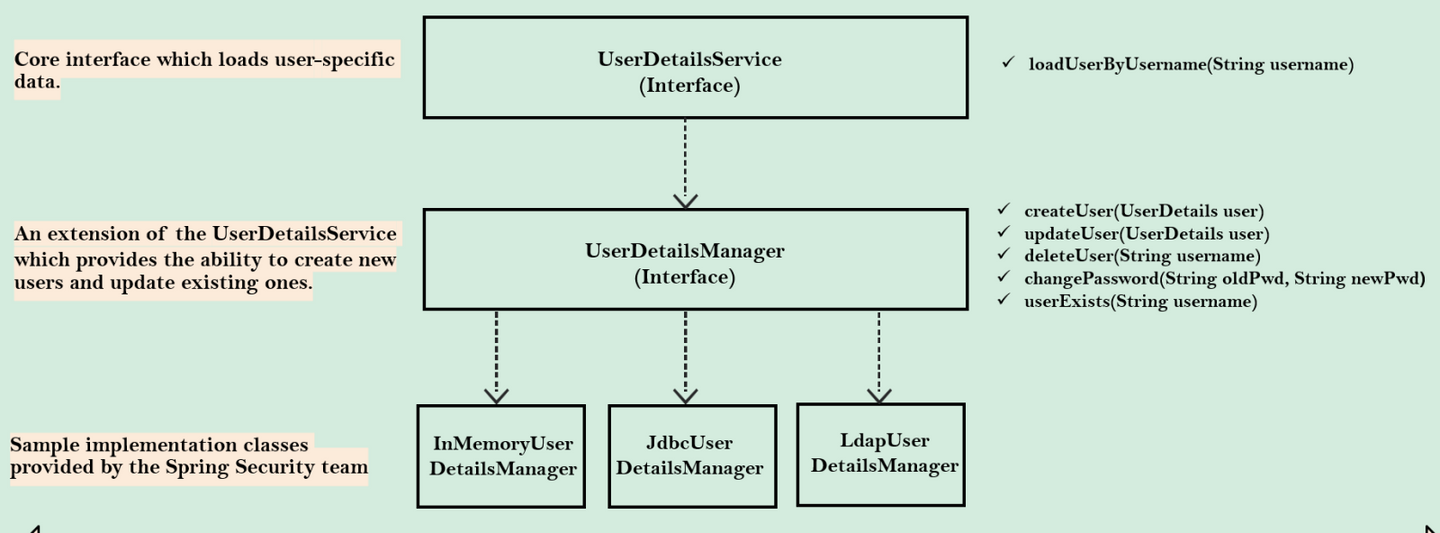 Core interface which loads user-specific
data.
UserDetailsService
(Interface)
✓ loadUserByUsername(String username)
An extension of the UserDetailsService
which provides the ability to create new
users and update existing ones.
UserDetailsManager
(Interface)
✓ createUser(UserDetails user)
✓ updateUser(UserDetails user)
✓ deleteUser(String username)
✓ changePassword(String oldPwd, String newPwd)
✓ userExists(String username)
Sample implementation classes
provided by the Spring Security team
InMemoryUser
DetailsManager
JdbcUser
DetailsManager
LdapUser
DetailsManager